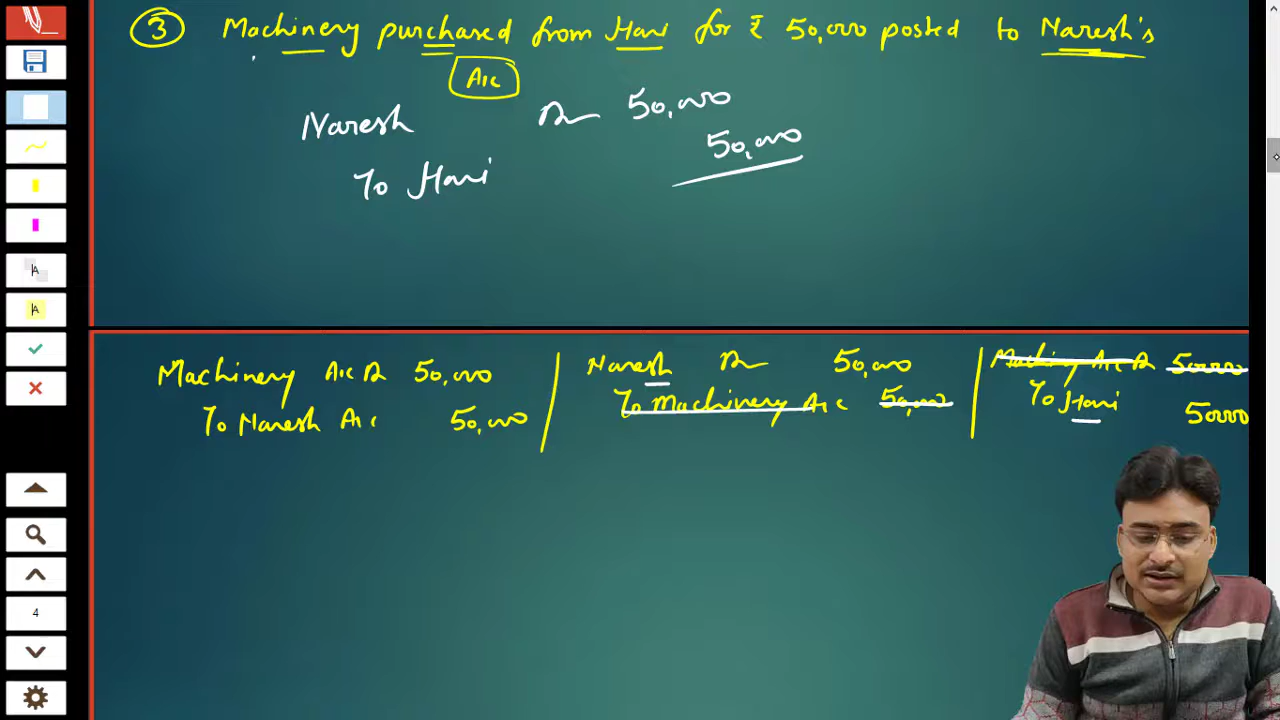 3 Machinery purchased from Hari for ₹ 50,000 posted to Naresh's
A/c
Naresh Dr 50,000
To Hari 50,000
Machinery A/c Dr 50,000
To Naresh A/c 50,000
Naresh Dr 50,000
To Machinery A/c 50,000
Machinery A/c Dr 50000
To Hari 50000
A
A
4